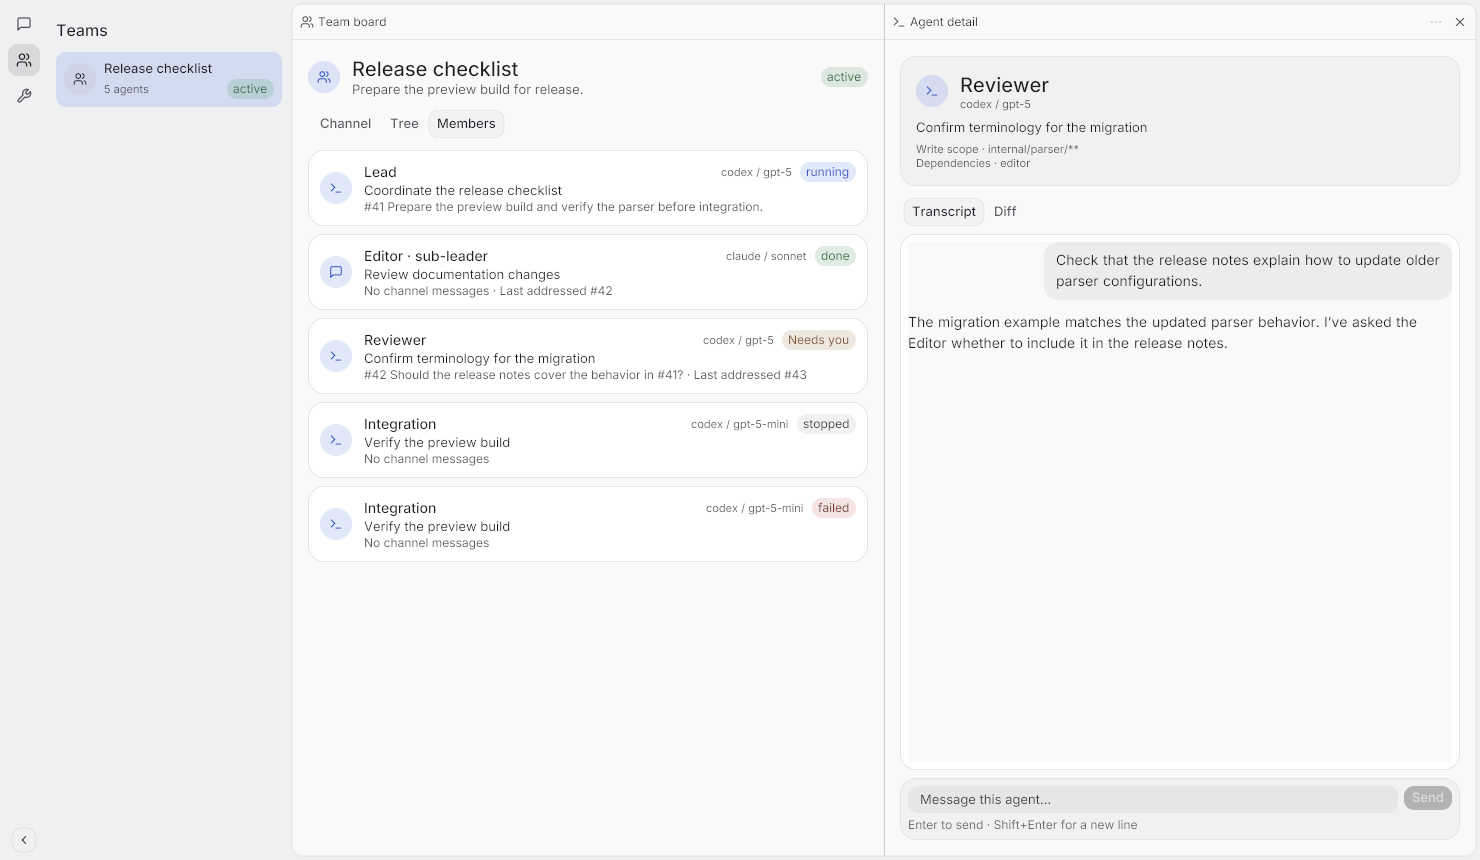 Teams
Release checklist
5 agents
active
Team board
Release checklist
Prepare the preview build for release.
active
Channel
Tree
Members
Lead
codex / gpt-5
running
Coordinate the release checklist
#41 Prepare the preview build and verify the parser before integration.
Editor · sub-leader
claude / sonnet
done
Review documentation changes
No channel messages · Last addressed #42
Reviewer
codex / gpt-5
Needs you
Confirm terminology for the migration
#42 Should the release notes cover the behavior in #41? · Last addressed #43
Integration
codex / gpt-5-mini
stopped
Verify the preview build
No channel messages
Integration
codex / gpt-5-mini
failed
Verify the preview build
No channel messages
Agent detail
Reviewer
codex / gpt-5
Confirm terminology for the migration
Write scope · internal/parser/**
Dependencies · editor
Transcript
Diff
Check that the release notes explain how to update older
parser configurations.
The migration example matches the updated parser behavior. I’ve asked the
Editor whether to include it in the release notes.
Message this agent...
Send
Enter to send · Shift+Enter for a new line